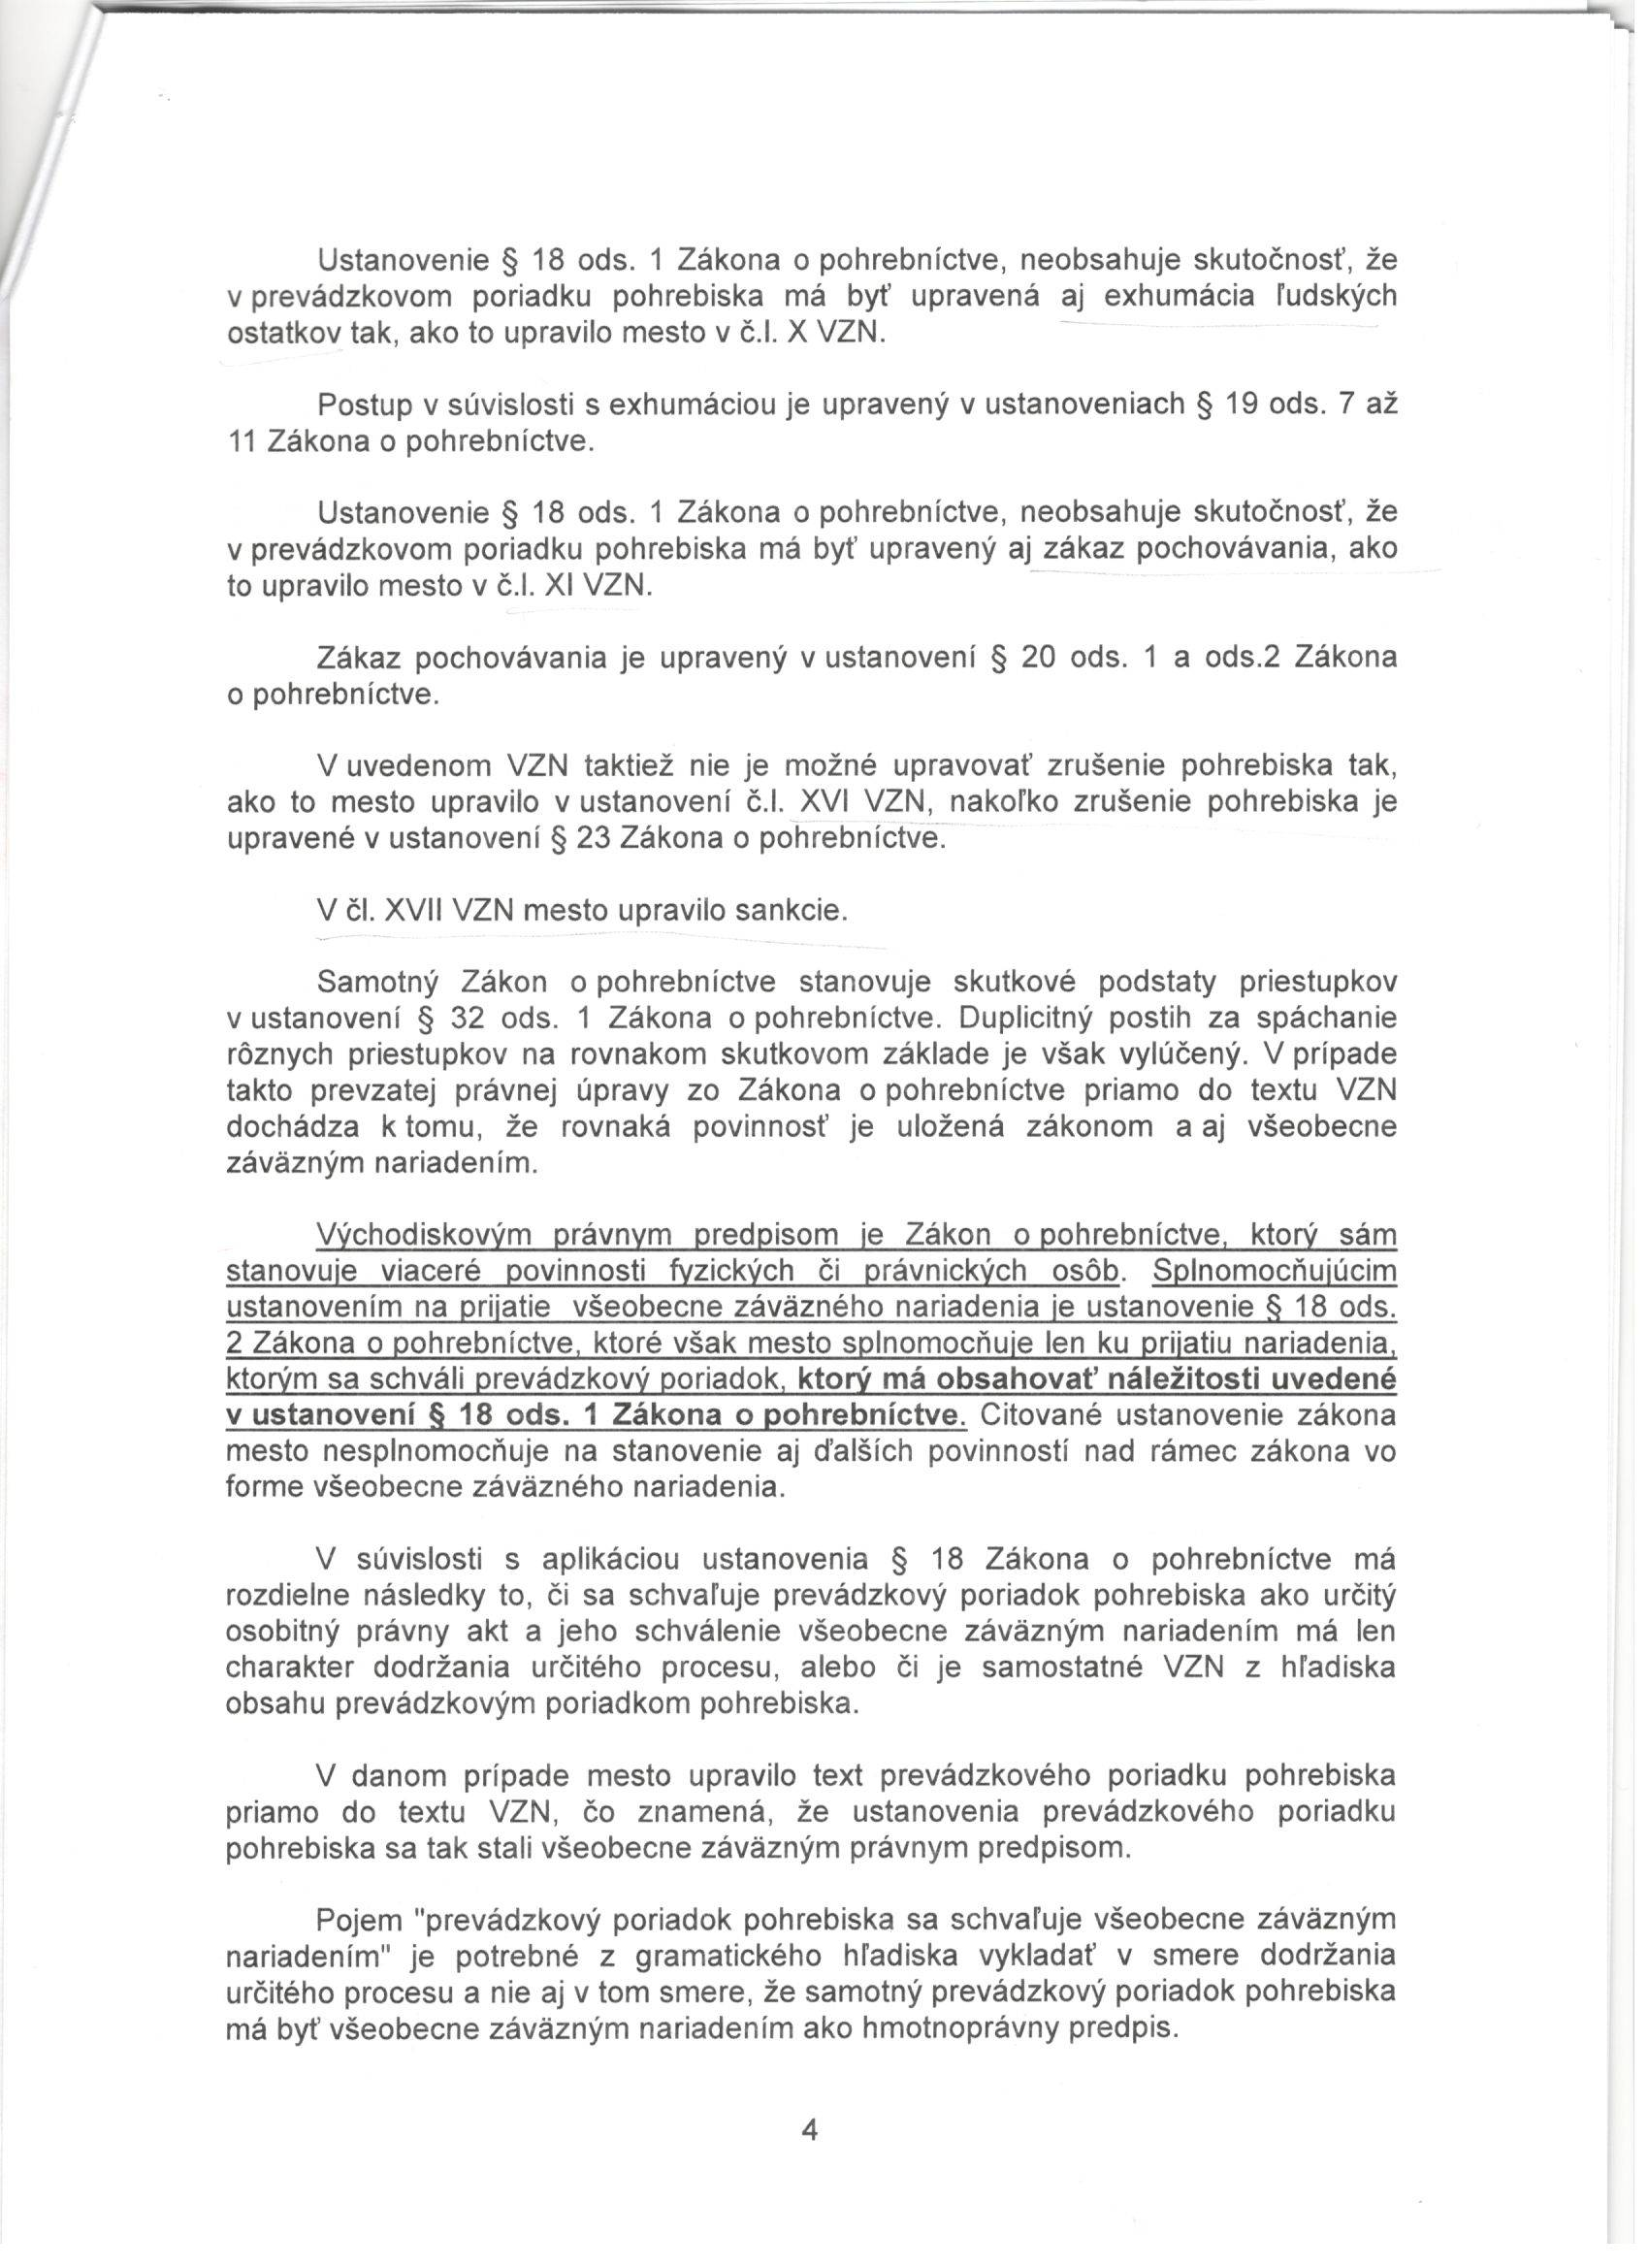 Ustanovenie § 18 ods. 1 Zákona o pohrebníctve, neobsahuje skutočnosť, že
v prevádzkovom poriadku pohrebiska má byť upravená aj exhumácia ľudských
ostatkov tak, ako to upravilo mesto v č.l. X VZN.
Postup v súvislosti s exhumáciou je upravený v ustanoveniach § 19 ods. 7 až
11 Zákona o pohrebníctve.
Ustanovenie § 18 ods. 1 Zákona o pohrebníctve, neobsahuje skutočnosť, že
v prevádzkovom poriadku pohrebiska má byť upravený aj zákaz pochovávania, ako
to upravilo mesto v č.l. XI VZN.
Zákaz pochovávania je upravený v ustanovení § 20 ods. 1 a ods.2 Zákona
o pohrebníctve.
V uvedenom VZN taktiež nie je možné upravovať zrušenie pohrebiska tak,
ako to mesto upravilo v ustanovení č.l. XVI VZN, nakoľko zrušenie pohrebiska je
upravené v ustanovení § 23 Zákona o pohrebníctve.
V čl. XVII VZN mesto upravilo sankcie.
Samotný Zákon o pohrebníctve stanovuje skutkové podstaty priestupkov
v ustanovení § 32 ods. 1 Zákona o pohrebníctve. Duplicitný postih za spáchanie
rôznych priestupkov na rovnakom skutkovom základe je však vylúčený. V prípade
takto prevzatej právnej úpravy zo Zákona o pohrebníctve priamo do textu VZN
dochádza k tomu, že rovnaká povinnosť je uložená zákonom a aj všeobecne
záväzným nariadením.
Východiskovým právnym predpisom je Zákon o pohrebníctve, ktorý sám
stanovuje viaceré povinnosti fyzických či právnických osôb. Splnomocňujúcim
ustanovením na prijatie všeobecne záväzného nariadenia je ustanovenie § 18 ods.
2 Zákona o pohrebníctve, ktoré však mesto splnomocňuje len ku prijatiu nariadenia,
ktorým sa schváli prevádzkový poriadok, ktorý má obsahovať náležitosti uvedené
v ustanovení § 18 ods. 1 Zákona o pohrebníctve. Citované ustanovenie zákona
mesto nesplnomocňuje na stanovenie aj ďalších povinností nad rámec zákona vo
forme všeobecne záväzného nariadenia.
V súvislosti s aplikáciou ustanovenia § 18 Zákona o pohrebníctve má
rozdielne následky to, či sa schvaľuje prevádzkový poriadok pohrebiska ako určitý
osobitný právny akt a jeho schválenie všeobecne záväzným nariadením má len
charakter dodržania určitého procesu, alebo či je samostatné VZN z hľadiska
obsahu prevádzkovým poriadkom pohrebiska.
V danom prípade mesto upravilo text prevádzkového poriadku pohrebiska
priamo do textu VZN, čo znamená, že ustanovenia prevádzkového poriadku
pohrebiska sa tak stali všeobecne záväzným právnym predpisom.
Pojem "prevádzkový poriadok pohrebiska sa schvaľuje všeobecne záväzným
nariadením" je potrebné z gramatického hľadiska vykladať v smere dodržania
určitého procesu a nie aj v tom smere, že samotný prevádzkový poriadok pohrebiska
má byť všeobecne záväzným nariadením ako hmotnoprávny predpis.
4